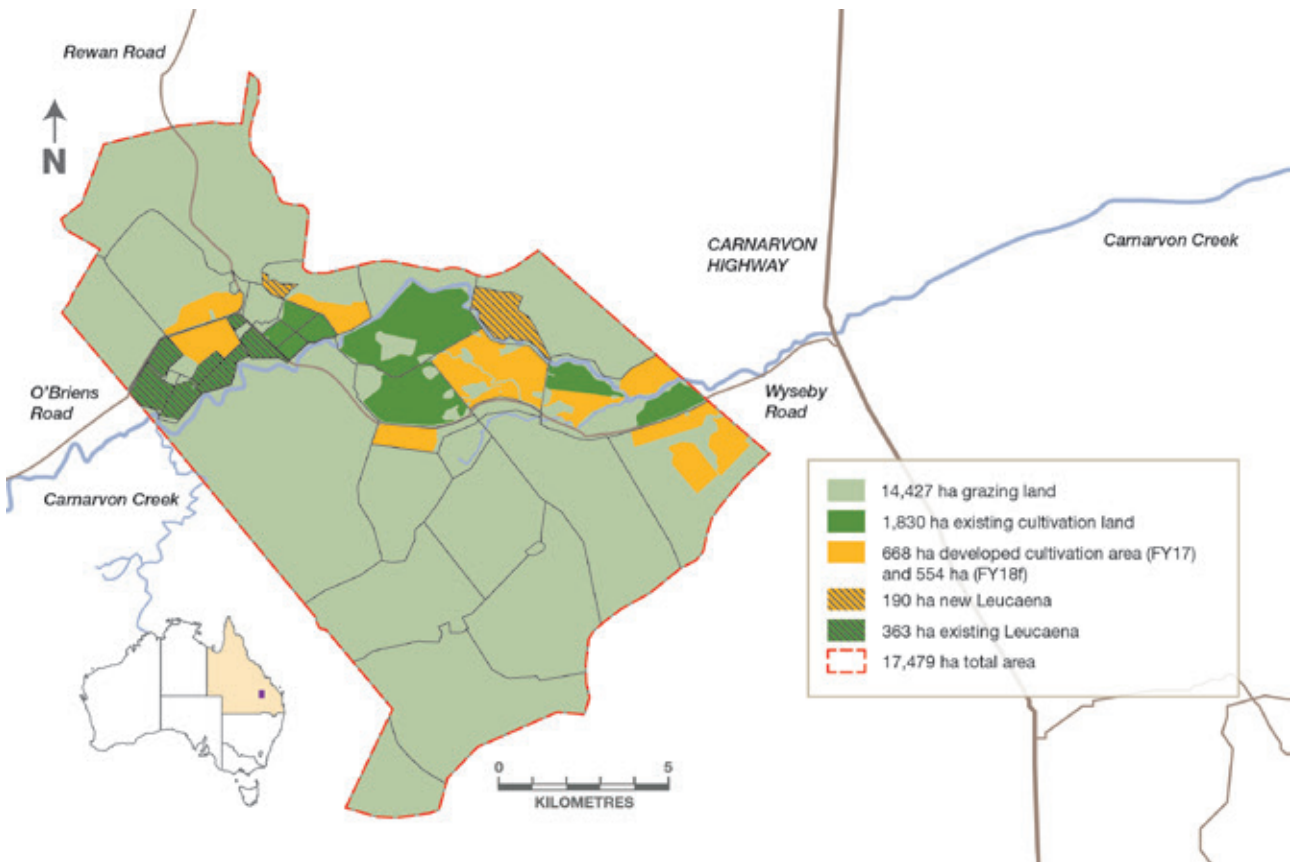 Rewan Road
N
CARNARVON
HIGHWAY
Carnarvon Creek
O'Briens
Road
Wyseby
Road
Carnarvon Creek
14,427 ha grazing land
1,830 ha existing cultivation land
668 ha developed cultivation area (FY17)
and 554 ha (FY18f)
190 ha new Leucaena
363 ha existing Leucaena
17,479 ha total area
0 5
KILOMETRES